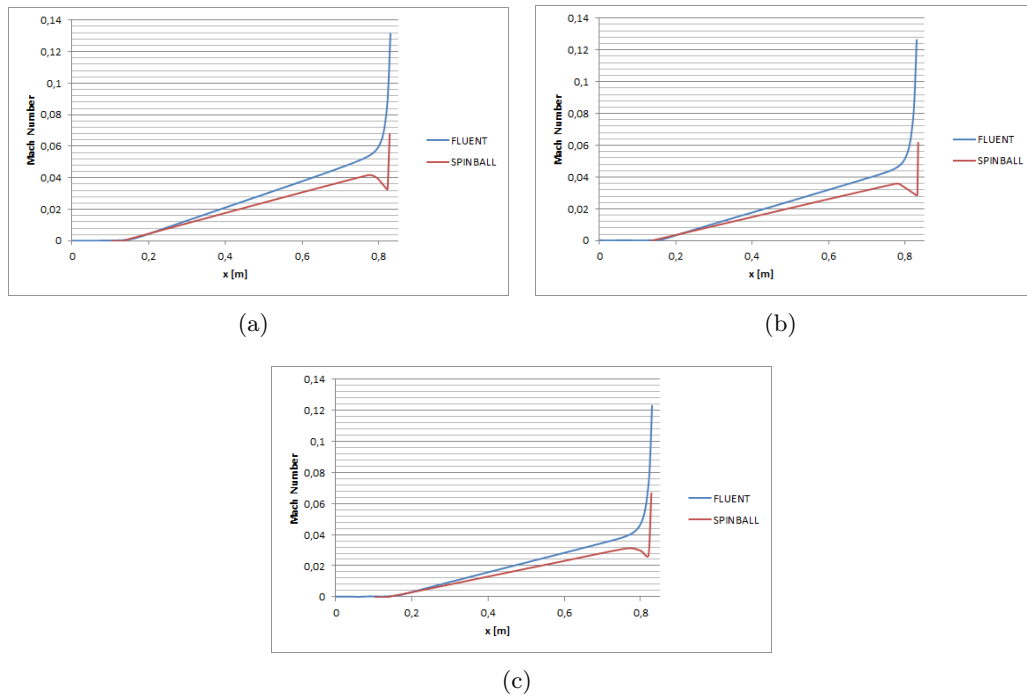 0,14
0,12
0,1
0,08
0,06
0,04
0,02
0
Mach Number
0 0,2 0,4 0,6 0,8
x [m]
FLUENT
SPINBALL
(a)
0,14
0,12
0,1
0,08
0,06
0,04
0,02
0
Mach Number
0 0,2 0,4 0,6 0,8
x [m]
FLUENT
SPINBALL
(b)
0,14
0,12
0,1
0,08
0,06
0,04
0,02
0
Mach Number
0 0,2 0,4 0,6 0,8
x [m]
FLUENT
SPINBALL
(c)